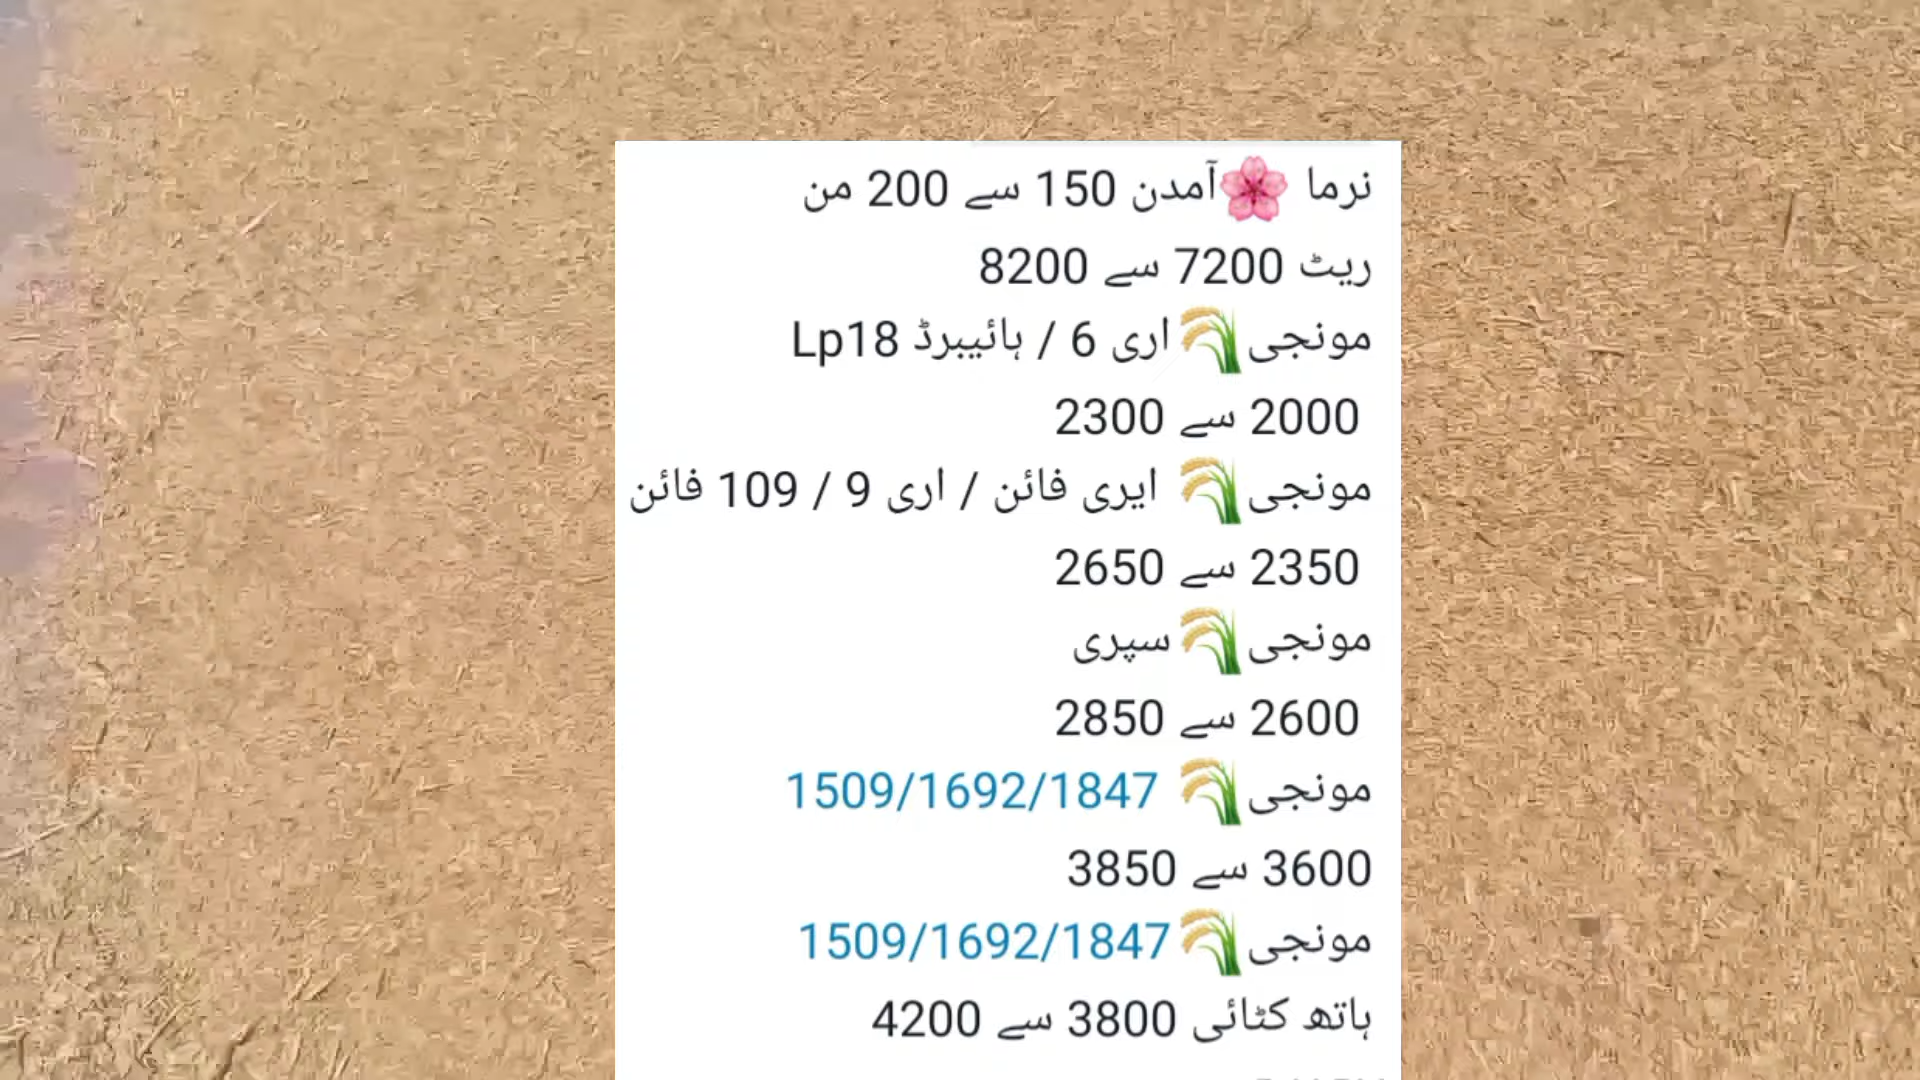 نرما 🌸آمدن 150 سے 200 من
ریٹ 7200 سے 8200
مونجی🌾اری 6 / ہائیبرڈ Lp18
2000 سے 2300
مونجی🌾 ایری فائن / اری 9 / 109 فائن
2350 سے 2650
مونجی🌾سپری
2600 سے 2850
مونجی🌾 1509/1692/1847
3600 سے 3850
مونجی🌾1509/1692/1847
ہاتھ کٹائی 3800 سے 4200